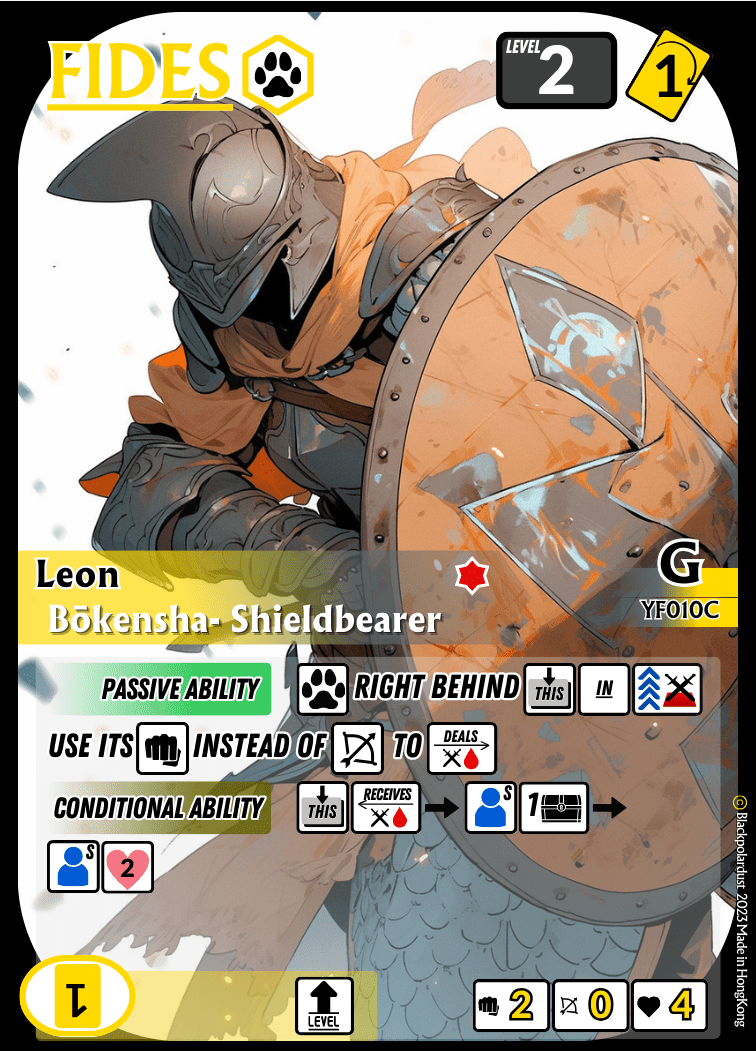 FIDES
LEVEL 2
1
Leon
G
Bōkensha- Shieldbearer
YF010C
PASSIVE ABILITY RIGHT BEHIND THIS IN
USE ITS INSTEAD OF TO DEALS
CONDITIONAL ABILITY THIS RECEIVES S 1
S 2
1
LEVEL
2 0 4
© Blackpolardust 2023 Made in HongKong